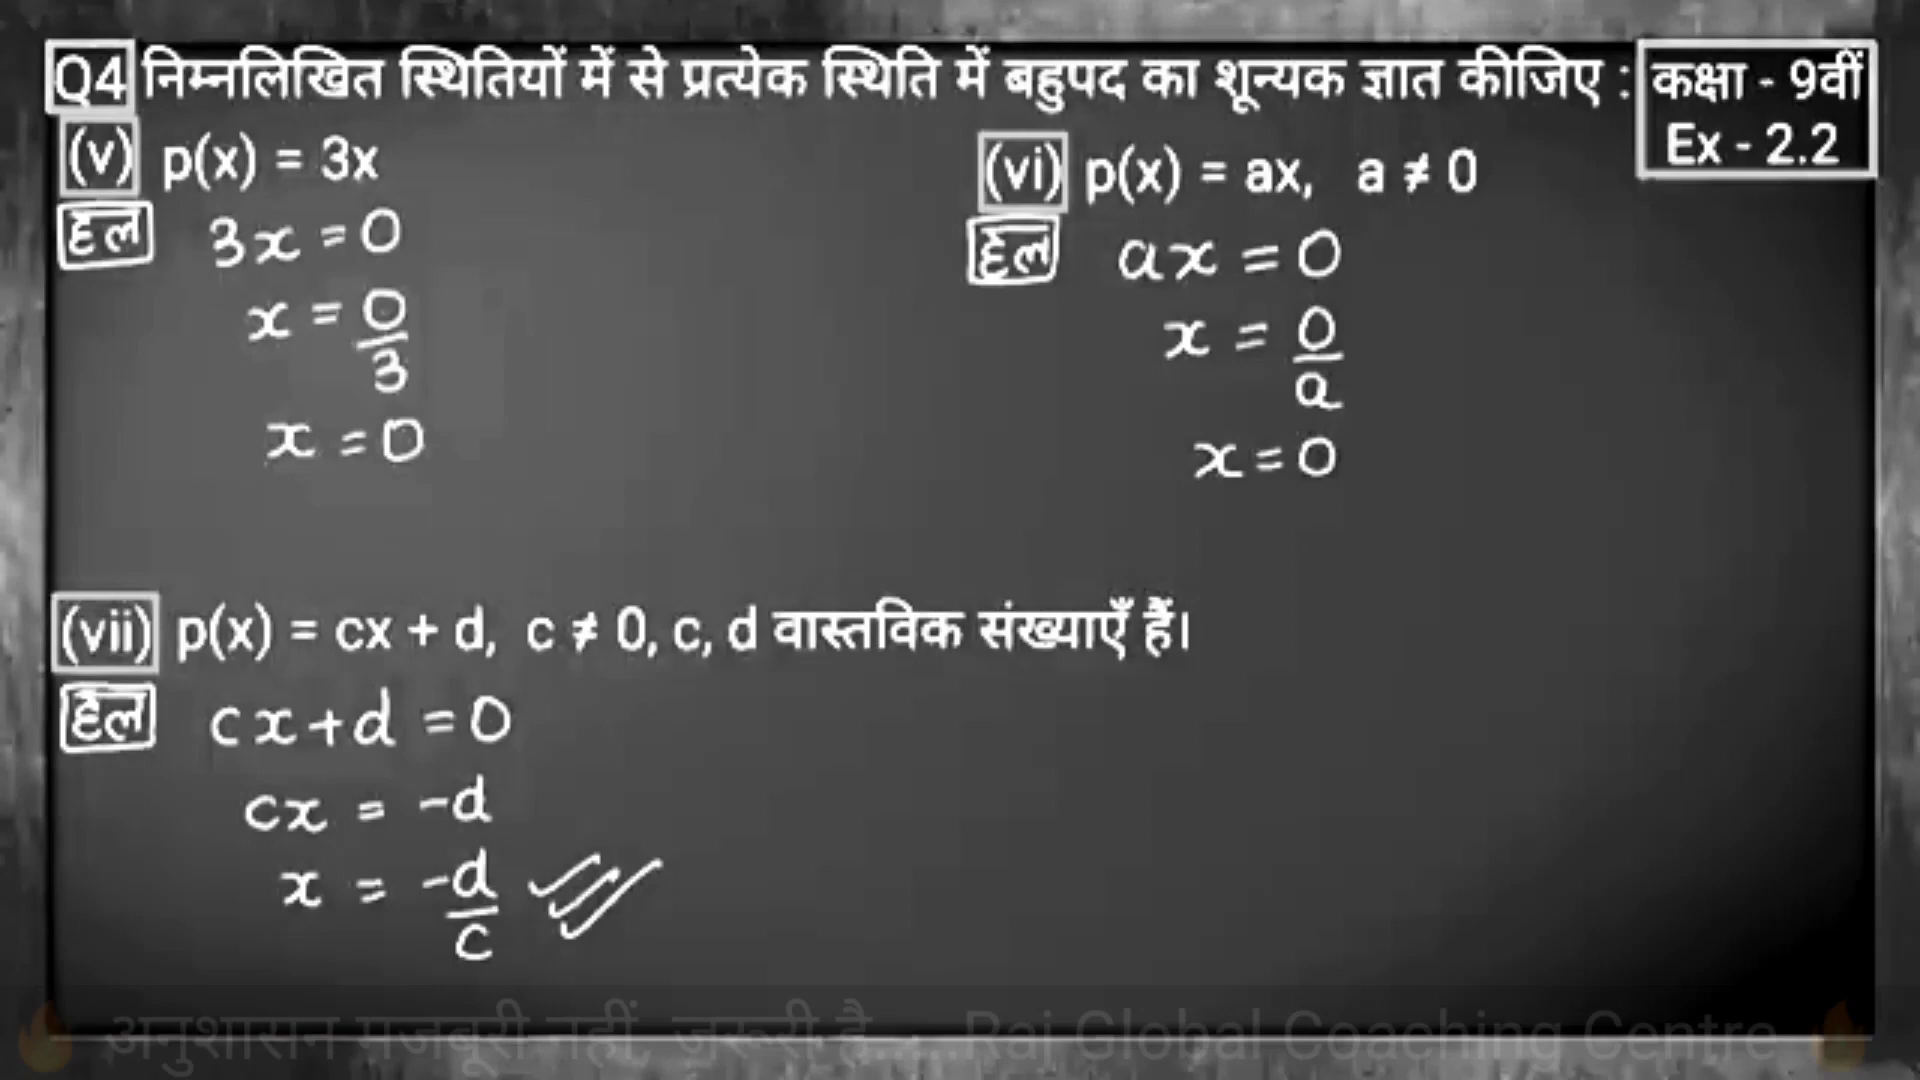 Q4 निम्नलिखित स्थितियों में से प्रत्येक स्थिति में बहुपद का शून्यक ज्ञात कीजिए :
कक्षा - 9वीं
Ex - 2.2
(v) p(x) = 3x
हल 3x = 0
x = 0/3
x = 0
(vi) p(x) = ax, a ≠ 0
हल ax = 0
x = 0/a
x = 0
(vii) p(x) = cx + d, c ≠ 0, c, d वास्तविक संख्याएँ हैं।
हल cx + d = 0
cx = -d
x = -d/c
अनुशासन मजबूरी नहीं, जरूरी है..... Raj Global Coaching Centre